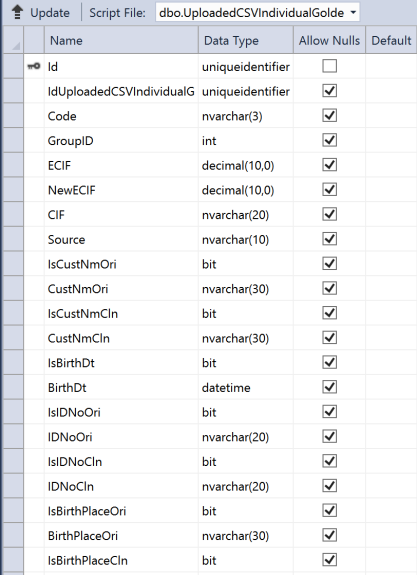 Update Script File: dbo.UploadedCSVIndividualGolde
Name Data Type Allow Nulls Default
Id uniqueidentifier
IdUploadedCSVIndividualG uniqueidentifier
Code nvarchar(3)
GroupID int
ECIF decimal(10,0)
NewECIF decimal(10,0)
CIF nvarchar(20)
Source nvarchar(10)
IsCustNmOri bit
CustNmOri nvarchar(30)
IsCustNmCln bit
CustNmCln nvarchar(30)
IsBirthDt bit
BirthDt datetime
IsIDNoOri bit
IDNoOri nvarchar(20)
IsIDNoCln bit
IDNoCln nvarchar(20)
IsBirthPlaceOri bit
BirthPlaceOri nvarchar(30)
IsBirthPlaceCln bit